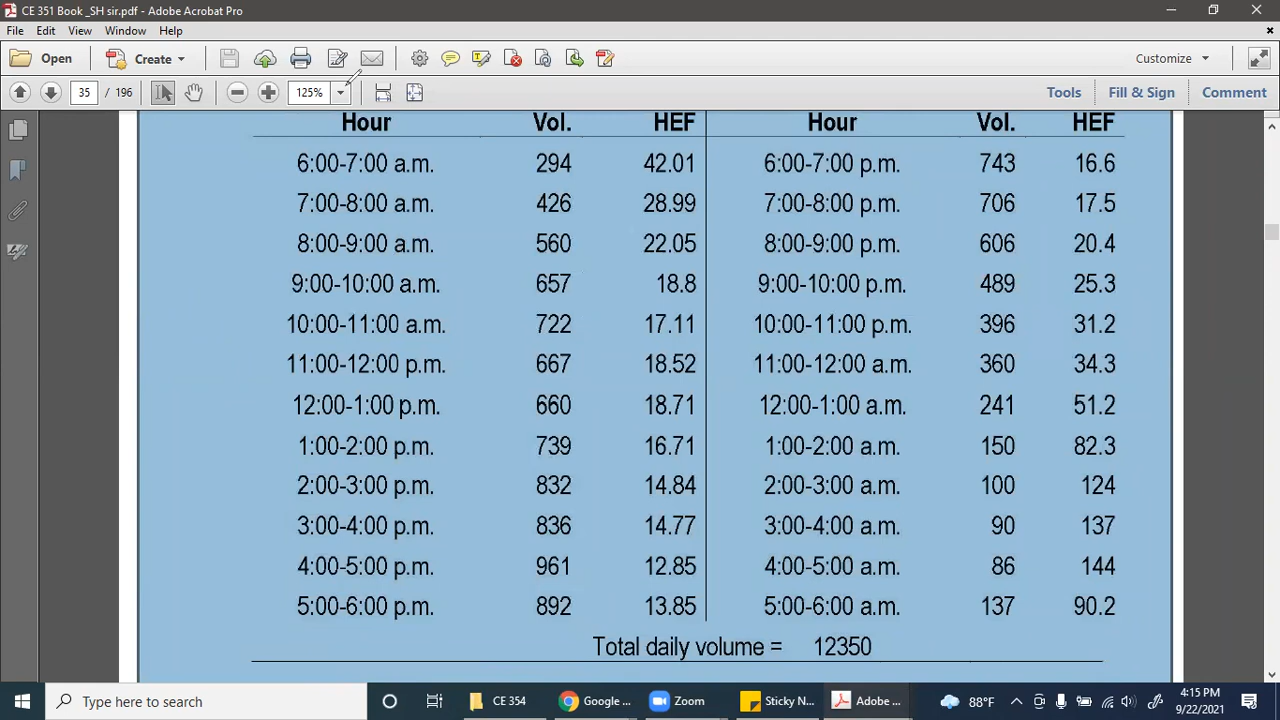 CE 351 Book _SH sir.pdf - Adobe Acrobat Pro
File Edit View Window Help
Open Create Customize
35 / 196 125% Tools Fill & Sign Comment
Hour Vol. HEF Hour Vol. HEF
6:00-7:00 a.m. 294 42.01 6:00-7:00 p.m. 743 16.6
7:00-8:00 a.m. 426 28.99 7:00-8:00 p.m. 706 17.5
8:00-9:00 a.m. 560 22.05 8:00-9:00 p.m. 606 20.4
9:00-10:00 a.m. 657 18.8 9:00-10:00 p.m. 489 25.3
10:00-11:00 a.m. 722 17.11 10:00-11:00 p.m. 396 31.2
11:00-12:00 p.m. 667 18.52 11:00-12:00 a.m. 360 34.3
12:00-1:00 p.m. 660 18.71 12:00-1:00 a.m. 241 51.2
1:00-2:00 p.m. 739 16.71 1:00-2:00 a.m. 150 82.3
2:00-3:00 p.m. 832 14.84 2:00-3:00 a.m. 100 124
3:00-4:00 p.m. 836 14.77 3:00-4:00 a.m. 90 137
4:00-5:00 p.m. 961 12.85 4:00-5:00 a.m. 86 144
5:00-6:00 p.m. 892 13.85 5:00-6:00 a.m. 137 90.2
Total daily volume = 12350
Type here to search CE 354 Google ... Zoom Sticky N... Adobe ... 88°F 4:15 PM
9/22/2021